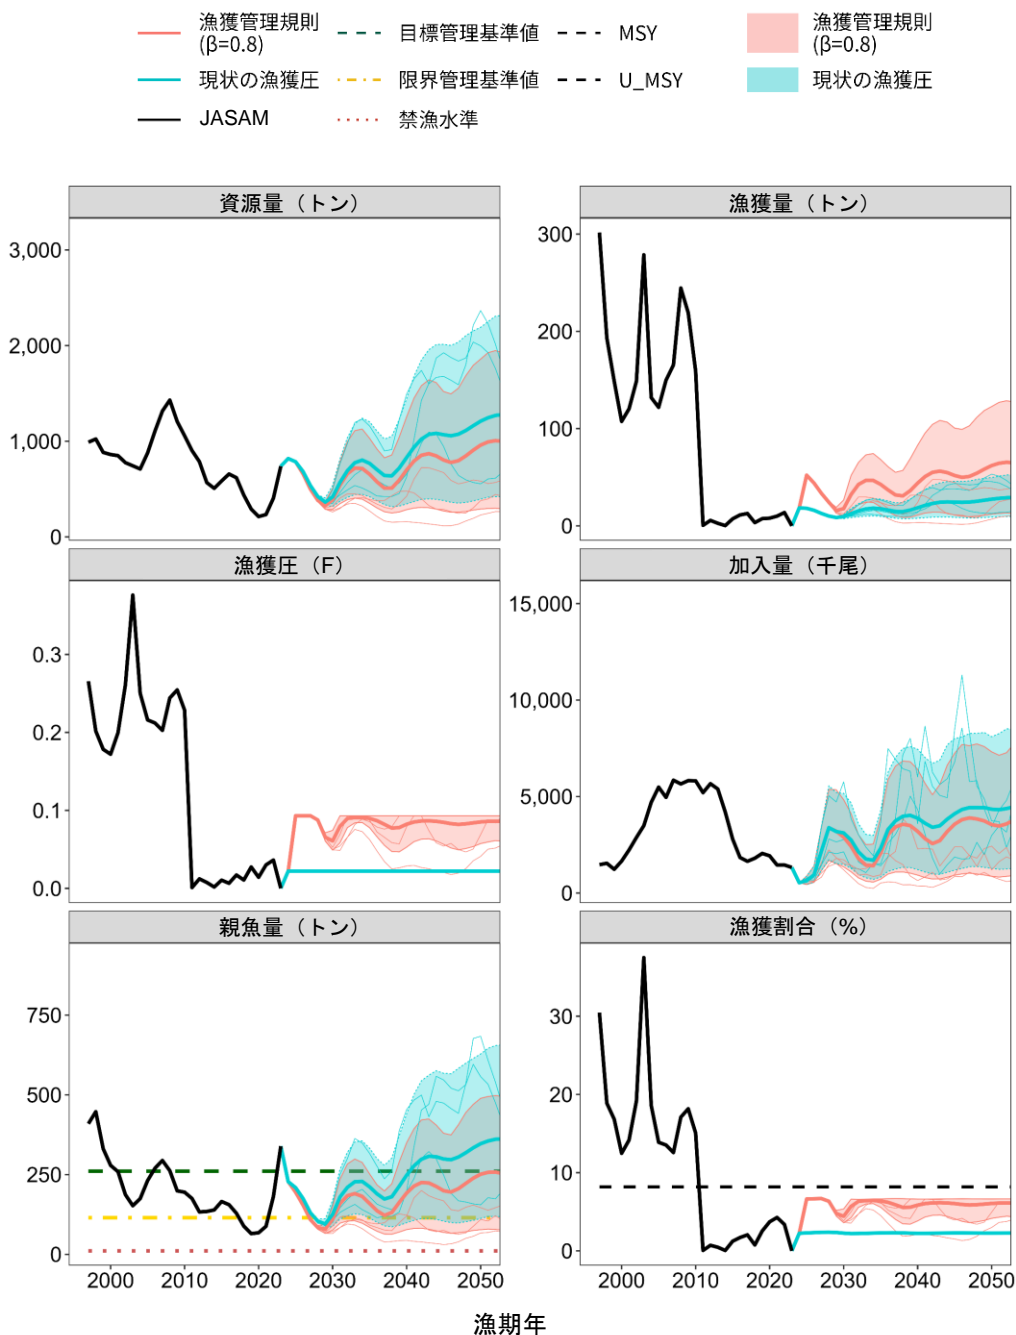 漁獲管理規則
(β=0.8)
目標管理基準値
MSY
漁獲管理規則
(β=0.8)
現状の漁獲圧
限界管理基準値
U_MSY
現状の漁獲圧
JASAM
禁漁水準
資源量（トン）
漁獲量（トン）
3,000
2,000
1,000
0
300
200
100
0
漁獲圧（F）
加入量（千尾）
0.3
0.2
0.1
0.0
15,000
10,000
5,000
0
親魚量（トン）
漁獲割合（%）
750
500
250
0
30
20
10
0
2000 2010 2020 2030 2040 2050
2000 2010 2020 2030 2040 2050
漁期年